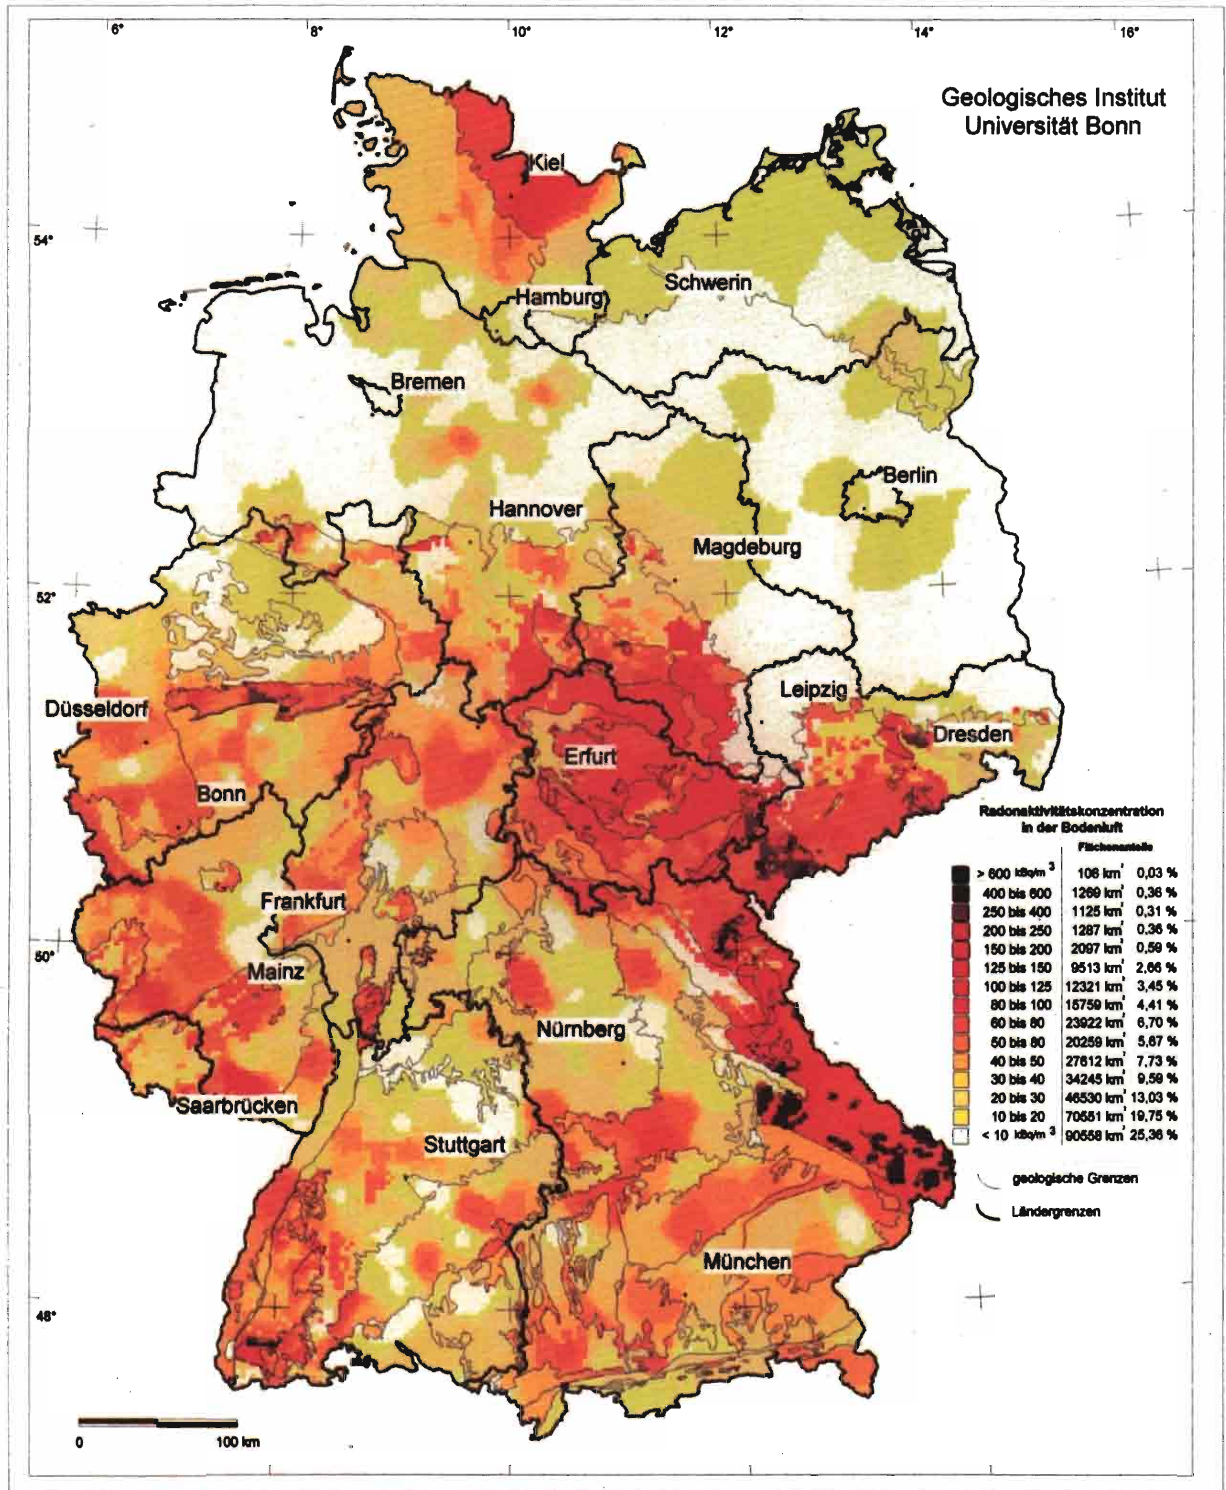 6° 8° 10° 12° 14° 16°
Geologisches Institut
Universität Bonn
Kiel
54°
Schwerin
Hamburg
Bremen
Berlin
Hannover
Magdeburg
52°
Leipzig
Düsseldorf
Dresden
Erfurt
Bonn
Radonaktivitätskonzentration
in der Bodenluft
Flächenanteile
> 600 kBq/m³ 106 km² 0,03 %
400 bis 600 1269 km² 0,36 %
250 bis 400 1125 km² 0,31 %
200 bis 250 1287 km² 0,36 %
150 bis 200 2097 km² 0,59 %
125 bis 150 9513 km² 2,66 %
100 bis 125 12321 km² 3,45 %
80 bis 100 15759 km² 4,41 %
60 bis 80 23922 km² 6,70 %
50 bis 60 20259 km² 5,67 %
40 bis 50 27612 km² 7,73 %
30 bis 40 34245 km² 9,59 %
20 bis 30 46530 km² 13,03 %
10 bis 20 70551 km² 19,75 %
< 10 kBq/m³ 90558 km² 25,36 %
geologische Grenzen
Ländergrenzen
Frankfurt
50°
Mainz
Nürnberg
Saarbrücken
Stuttgart
München
48°
0 100 km